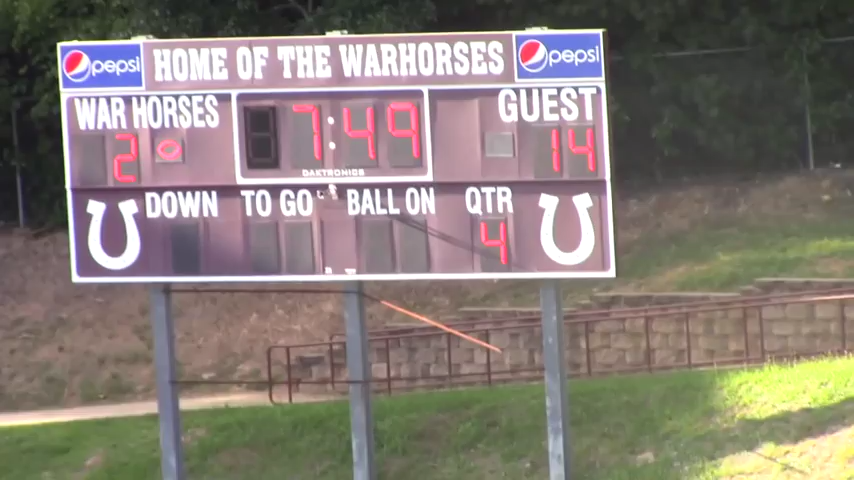 pepsi HOME OF THE WARHORSES pepsi
WAR HORSES 7:49 GUEST
2 14
DAKTRONICS
DOWN TO GO BALL ON QTR
4